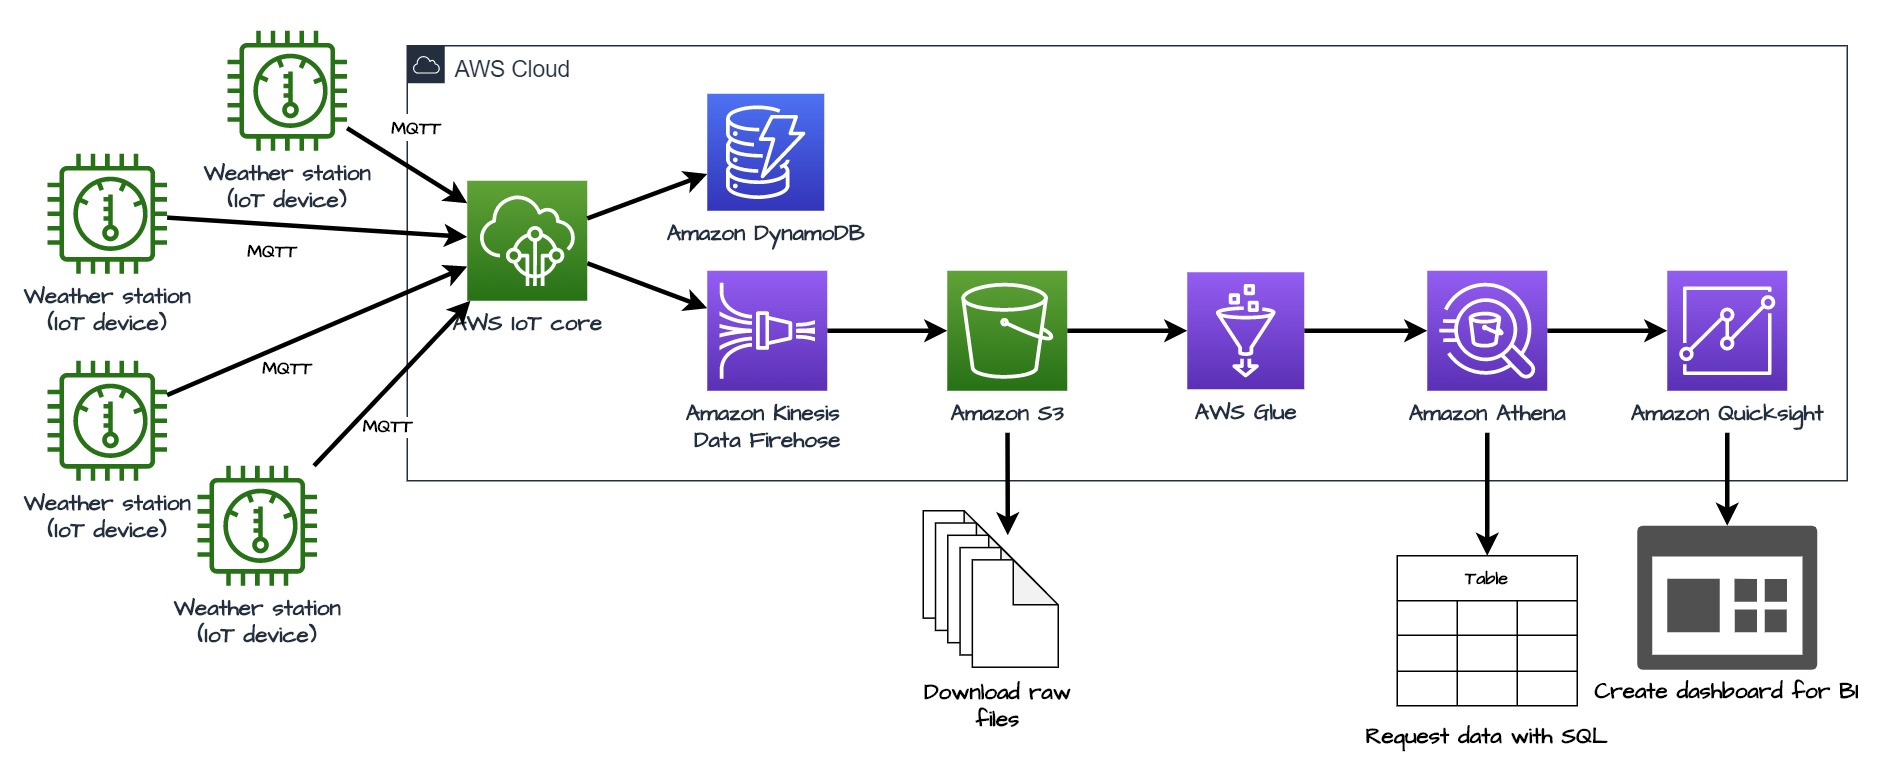 AWS Cloud
MQTT
Weather station
(IoT device)
MQTT
Weather station
(IoT device)
MQTT
Weather station
(IoT device)
MQTT
Weather station
(IoT device)
AWS IoT core
Amazon DynamoDB
Amazon Kinesis
Data Firehose
Amazon S3
AWS Glue
Amazon Athena
Amazon Quicksight
Download raw
files
Table
Request data with SQL
Create dashboard for BI